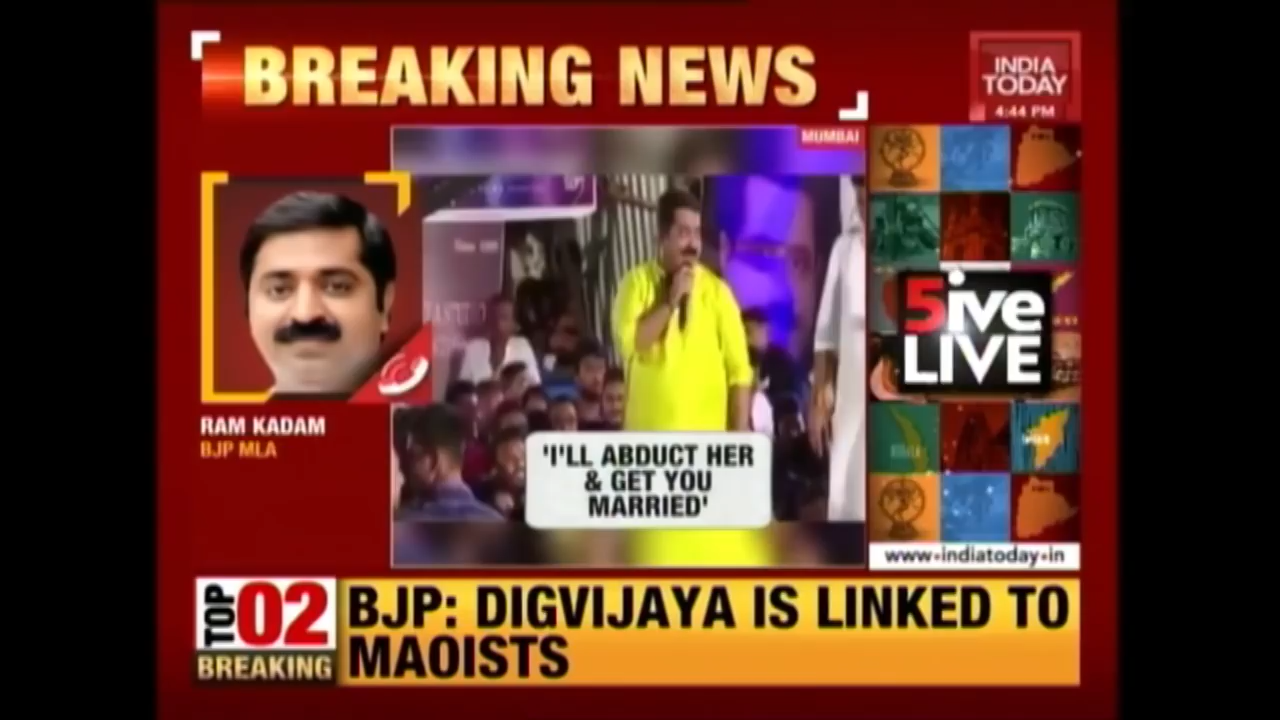 BREAKING NEWS
INDIA
TODAY
4:44 PM
MUMBAI
5ive
LIVE
RAM KADAM
BJP MLA
'I'LL ABDUCT HER
& GET YOU
MARRIED'
www.indiatoday.in
TOP
02
BREAKING
BJP: DIGVIJAYA IS LINKED TO
MAOISTS